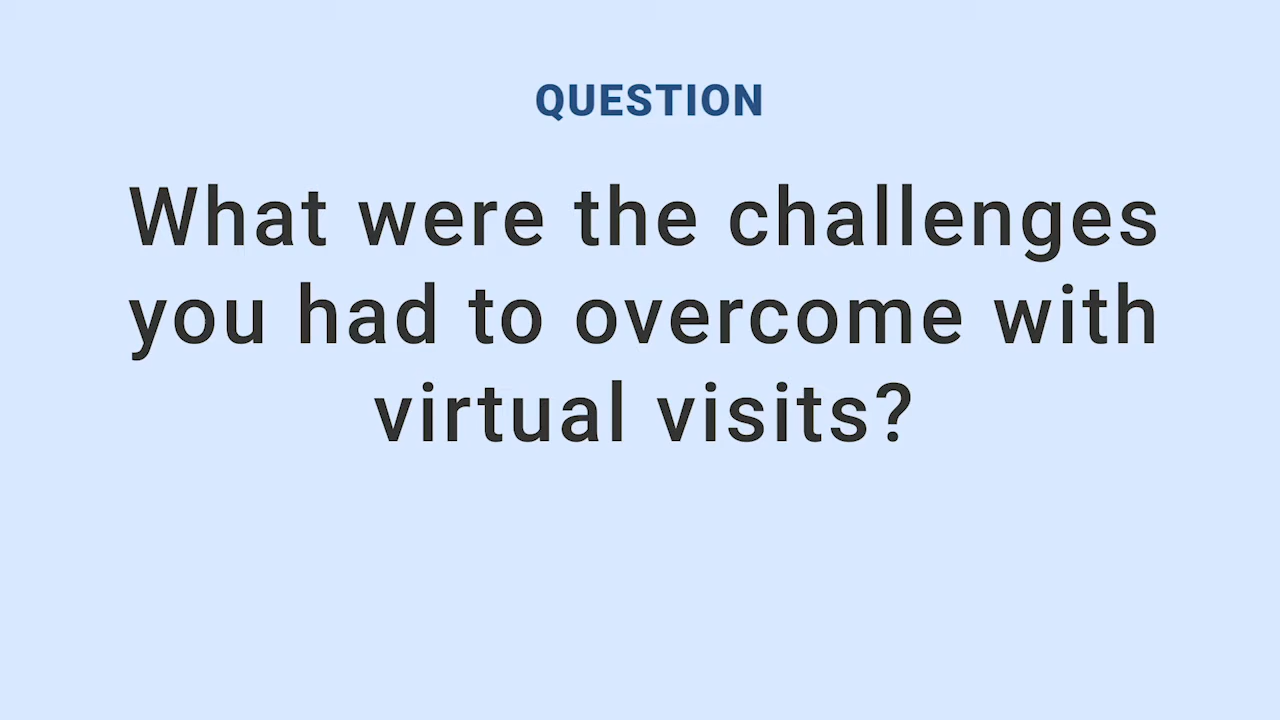 QUESTION
What were the challenges
you had to overcome with
virtual visits?